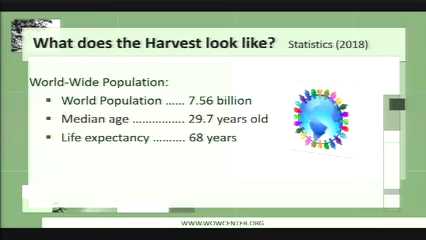 What does the Harvest look like? Statistics (2018)
World-Wide Population:
▪ World Population ...... 7.56 billion
▪ Median age ................ 29.7 years old
▪ Life expectancy .......... 68 years
WWW.WOWCENTER.ORG